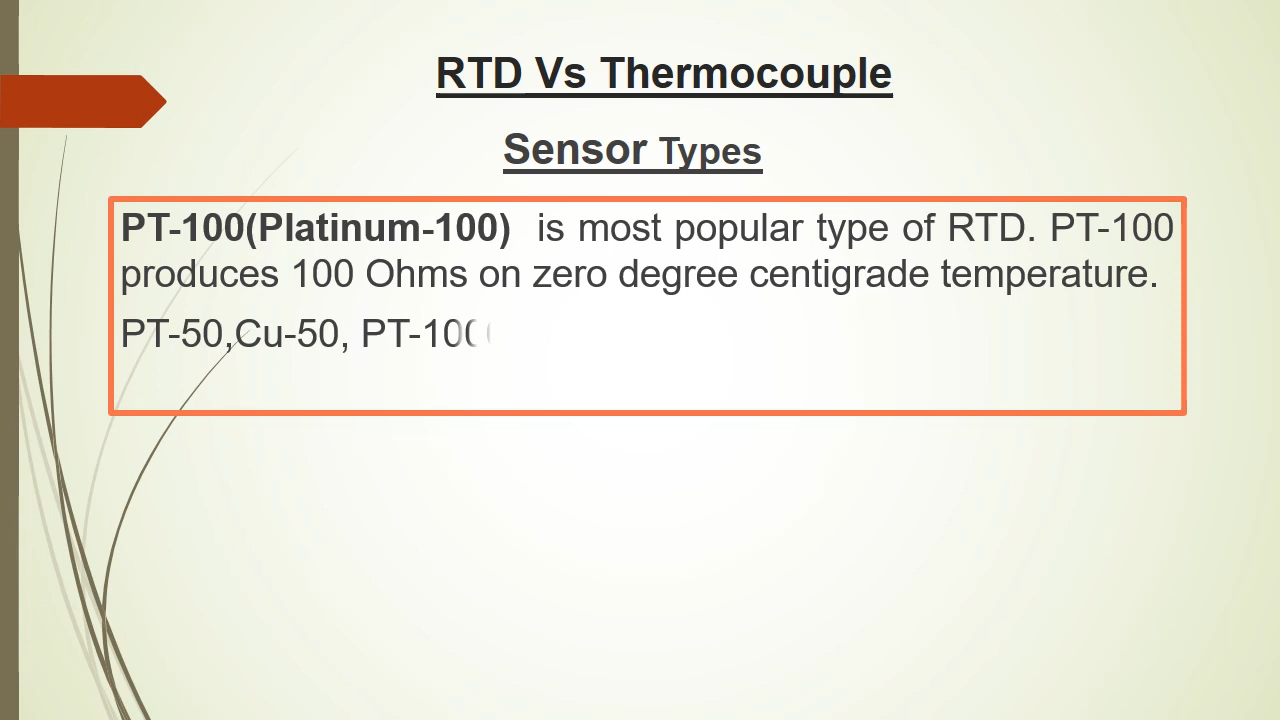 RTD Vs Thermocouple
Sensor Types
PT-100(Platinum-100) is most popular type of RTD. PT-100
produces 100 Ohms on zero degree centigrade temperature.
PT-50,Cu-50,